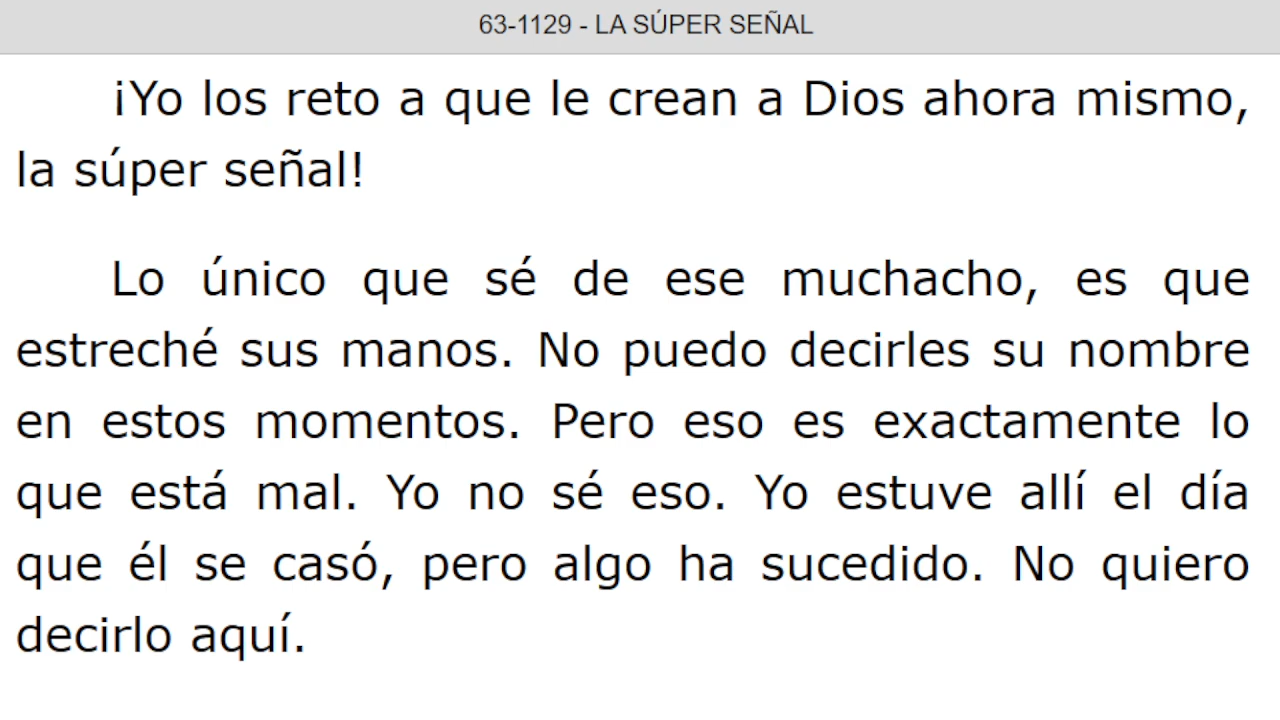 63-1129 - LA SÚPER SEÑAL
¡Yo los reto a que le crean a Dios ahora mismo,
la súper señal!
Lo único que sé de ese muchacho, es que
estreché sus manos. No puedo decirles su nombre
en estos momentos. Pero eso es exactamente lo
que está mal. Yo no sé eso. Yo estuve allí el día
que él se casó, pero algo ha sucedido. No quiero
decirlo aquí.